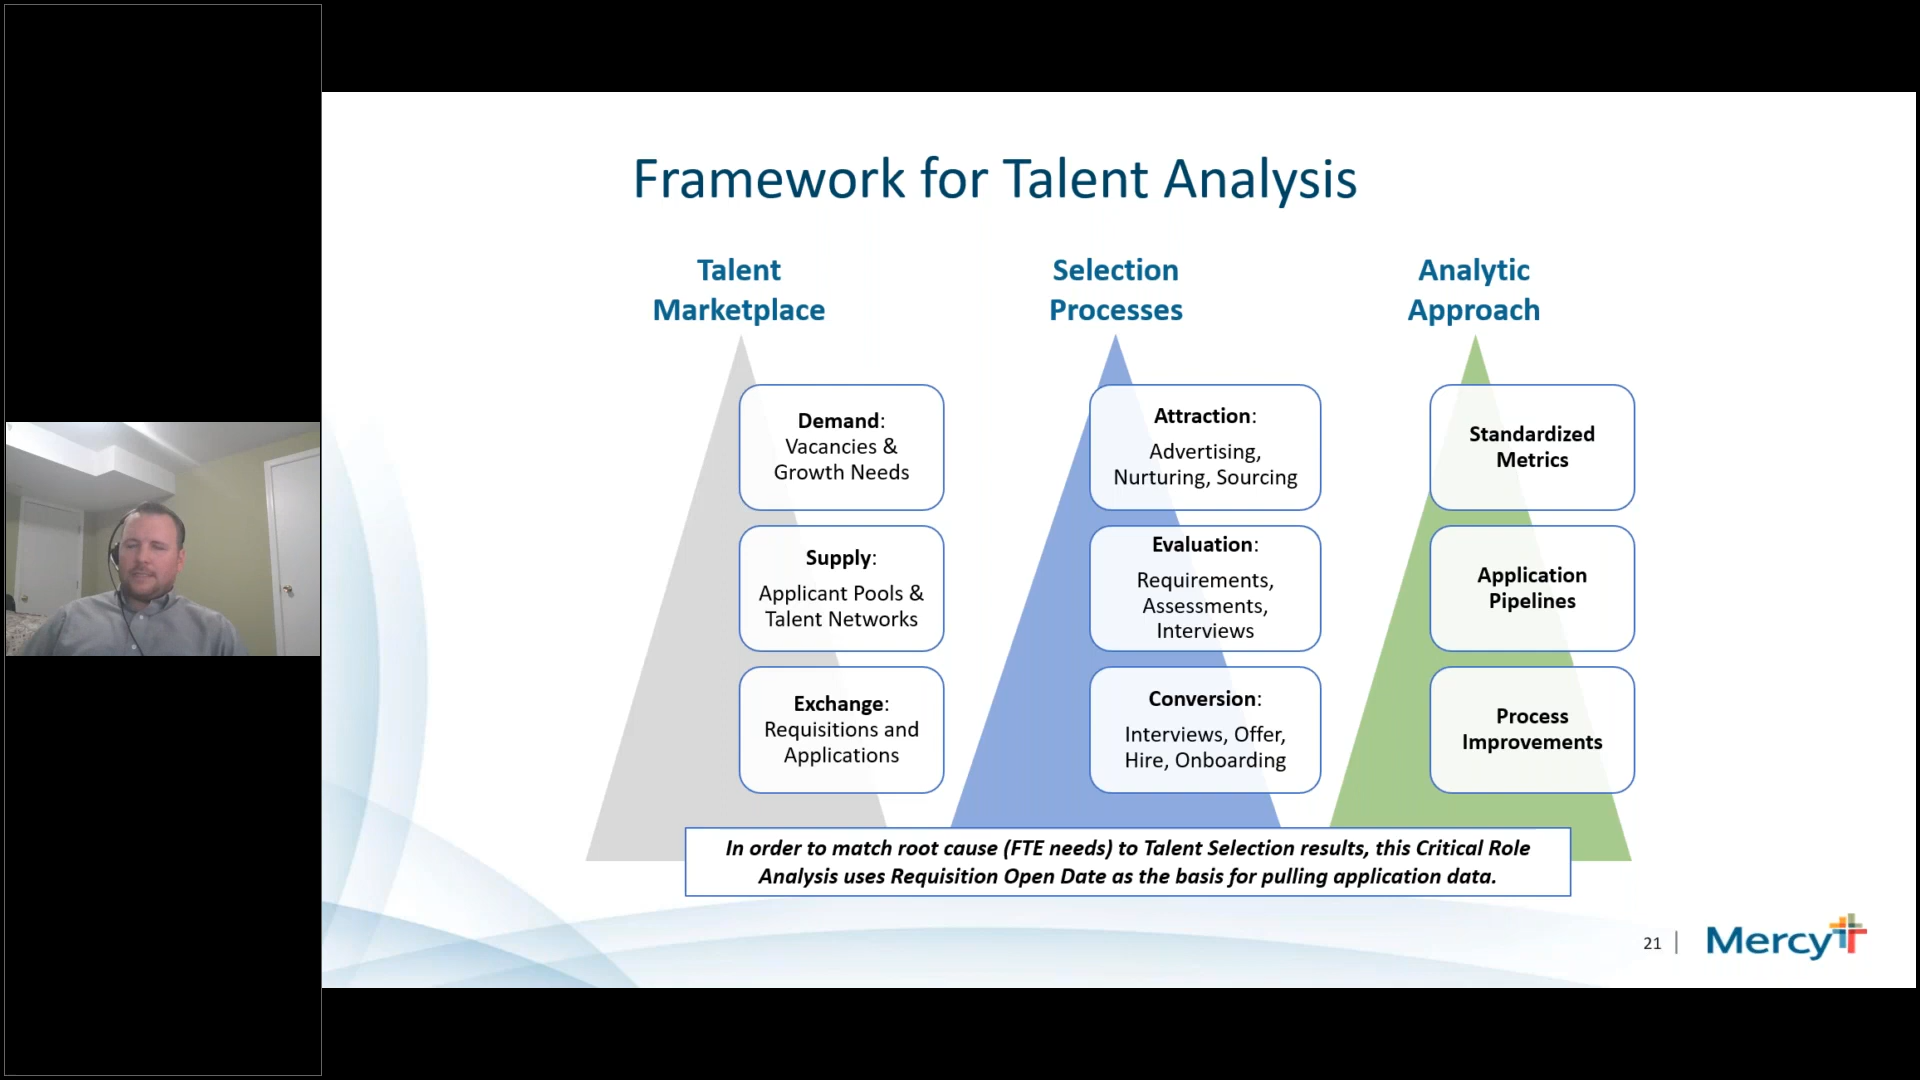 Framework for Talent Analysis
Talent
Marketplace
Demand:
Vacancies &
Growth Needs
Supply:
Applicant Pools &
Talent Networks
Exchange:
Requisitions and
Applications
Selection
Processes
Attraction:
Advertising,
Nurturing, Sourcing
Evaluation:
Requirements,
Assessments,
Interviews
Conversion:
Interviews, Offer,
Hire, Onboarding
Analytic
Approach
Standardized
Metrics
Application
Pipelines
Process
Improvements
In order to match root cause (FTE needs) to Talent Selection results, this Critical Role
Analysis uses Requisition Open Date as the basis for pulling application data.
21 |
Mercy